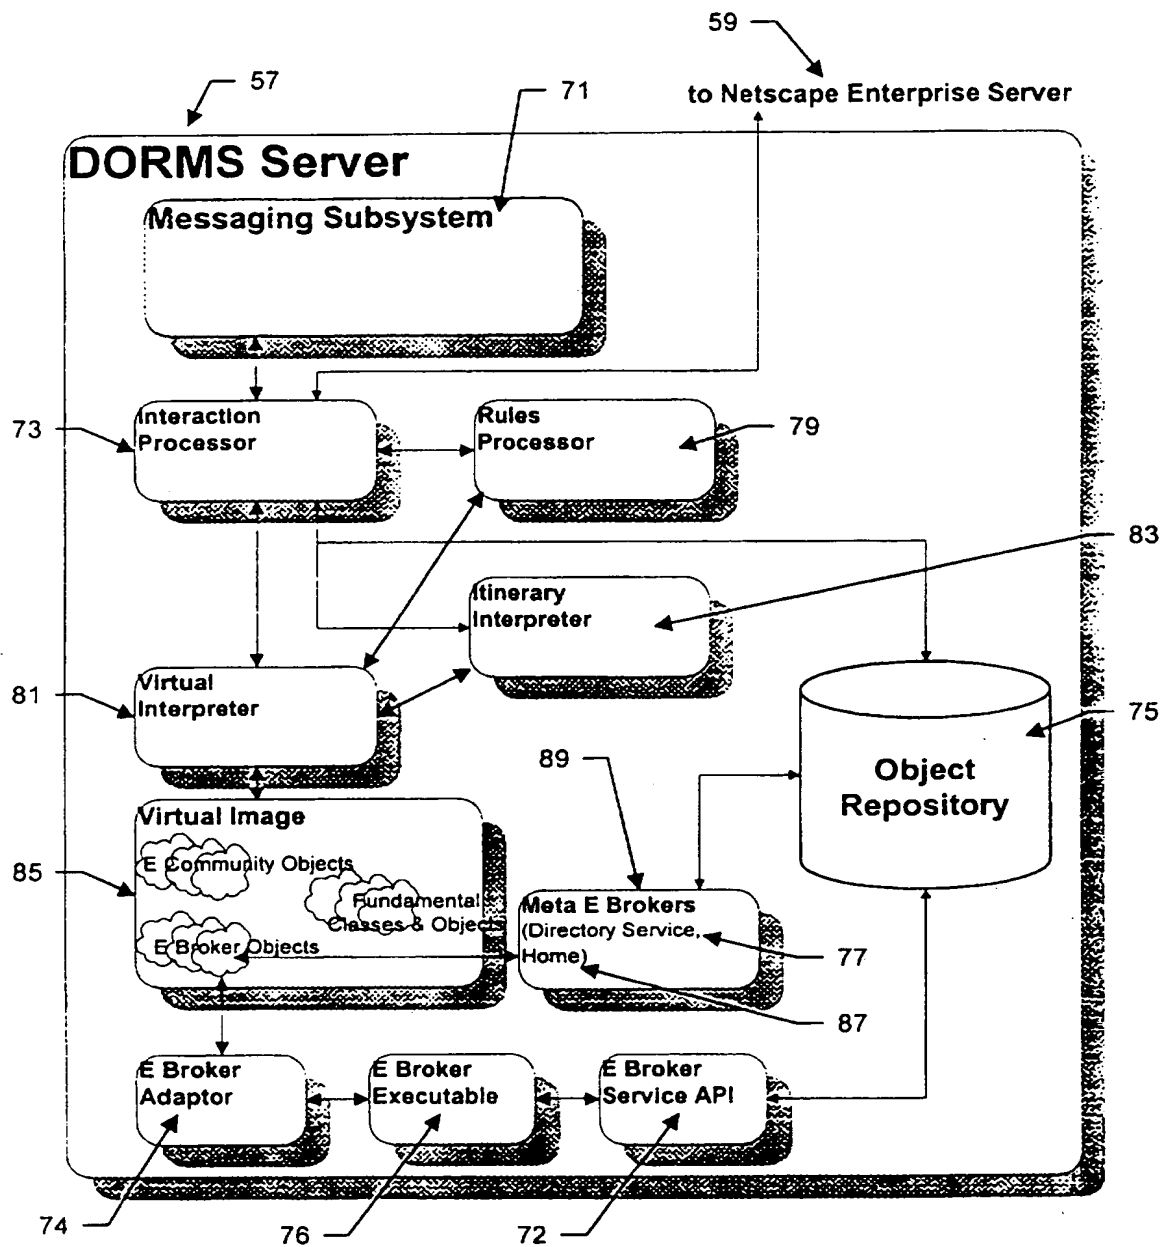 59
57
71
to Netscape Enterprise Server
DORMS Server
Messaging Subsystem
73
Interaction
Processor
Rules
Processor
79
83
Itinerary
Interpreter
81
Virtual
Interpreter
75
89
Object
Repository
Virtual Image
E Community Objects
85
Fundamental
Classes & Objects
E Broker Objects
Meta E Brokers
(Directory Service,
Home)
77
87
E Broker
Adaptor
E Broker
Executable
E Broker
Service API
74
76
72